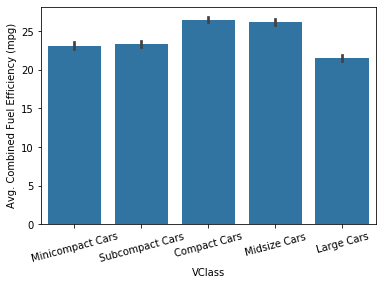 Avg. Combined Fuel Efficiency (mpg)
25
20
15
10
5
0
Minicompact Cars
Subcompact Cars
Compact Cars
Midsize Cars
Large Cars
VClass